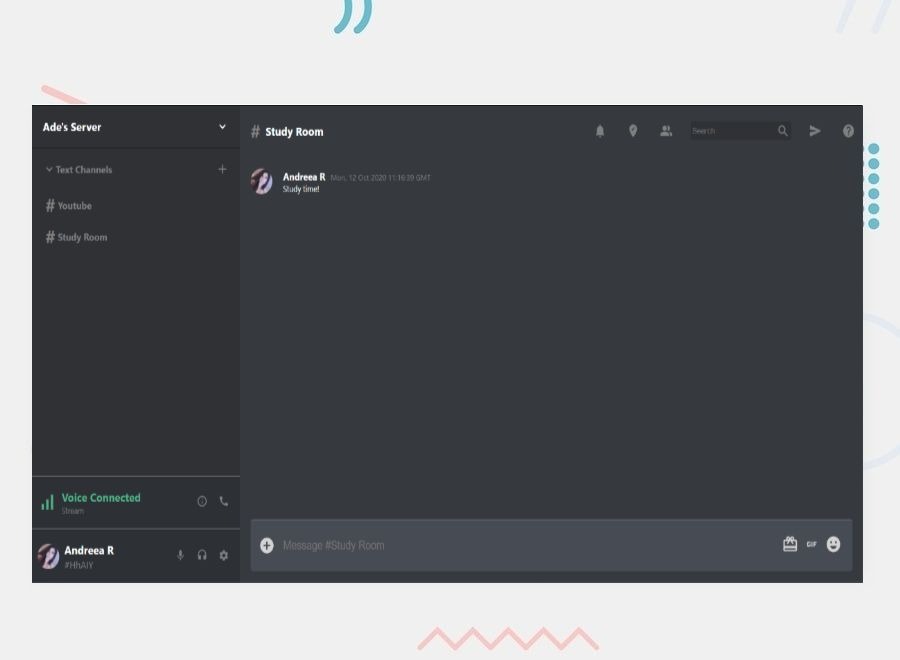 Ade's Server
Text Channels
# Youtube
# Study Room
Voice Connected
Stream
Andreea R
#HhAIY
# Study Room
Search
Andreea R Mon, 12 Oct 2020 11:16:39 GMT
Study time!
Message #Study Room
GIF